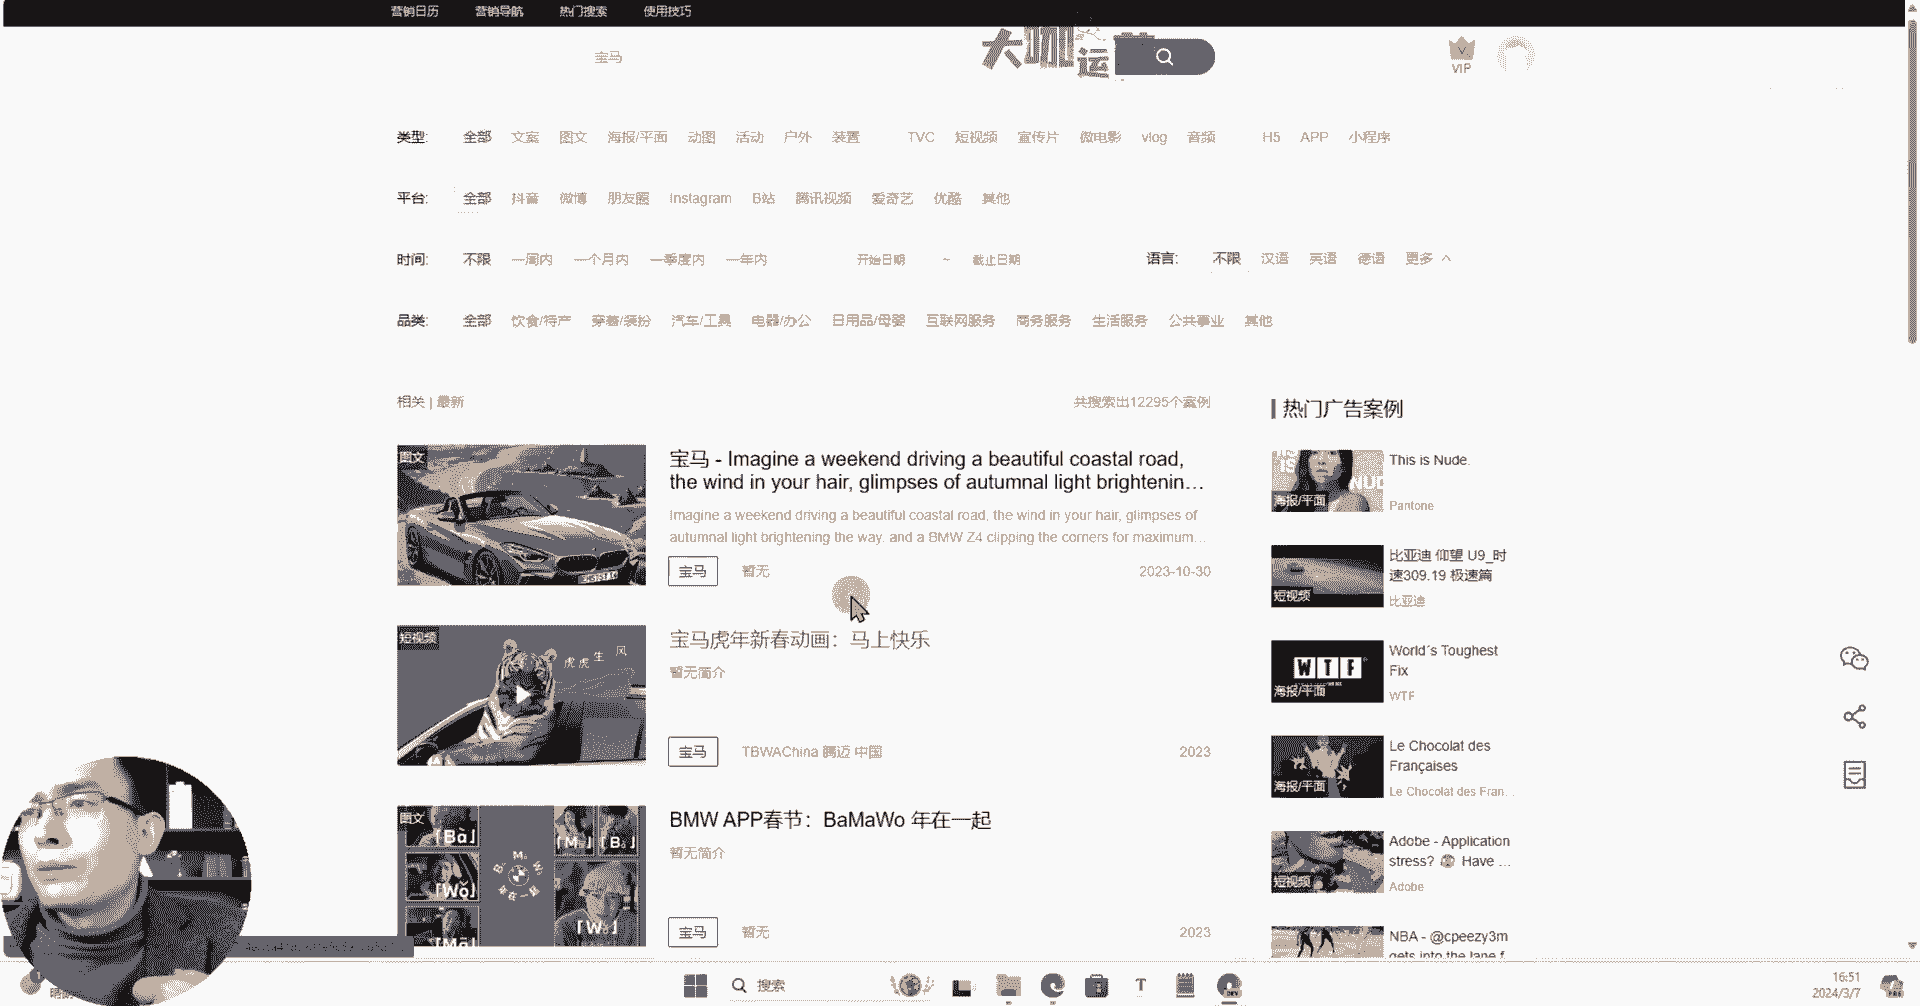 营销日历 营销导航 热门搜索 使用技巧
宝马
大咖运
VIP
类型: 全部 文案 图文 海报/平面 动图 活动 户外 装置 TVC 短视频 宣传片 微电影 vlog 音频 H5 APP 小程序
平台: 全部 抖音 微博 朋友圈 Instagram B站 腾讯视频 爱奇艺 优酷 其他
时间: 不限 一周内 一个月内 一季度内 一年内 开始日期 ~ 截止日期 语言: 不限 汉语 英语 德语 更多
品类: 全部 饮食/特产 穿着/装扮 汽车/工具 电器/办公 日用品/母婴 互联网服务 商务服务 生活服务 公共事业 其他
相关 | 最新 共搜索出12295个案例
图文
宝马 - Imagine a weekend driving a beautiful coastal road,
the wind in your hair, glimpses of autumnal light brightenin...
Imagine a weekend driving a beautiful coastal road, the wind in your hair, glimpses of
autumnal light brightening the way. and a BMW Z4 clipping the corners for maximum...
宝马 暂无 2023-10-30
短视频
虎虎生风
宝马虎年新春动画：马上快乐
暂无简介
宝马 TBWAChina 腾迈 中国 2023
图文
BMW APP春节：BaMaWo 年在一起
暂无简介
宝马 暂无 2023
热门广告案例
海报/平面
This is Nude.
Pantone
短视频
比亚迪 仰望 U9_时
速309.19 极速篇
比亚迪
WTF
海报/平面
World´s Toughest
Fix
WTF
海报/平面
Le Chocolat des
Françaises
Le Chocolat des Fran...
短视频
Adobe - Application
stress? Have ...
Adobe
NBA - @cpeezy3m
gets into the lane f
搜索
16:51
2024/3/7